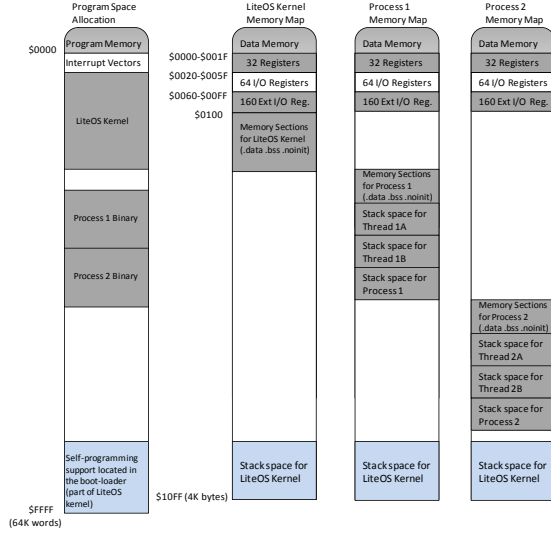 Program Space
Allocation
$0000
Program Memory
Interrupt Vectors
LiteOS Kernel
Process 1 Binary
Process 2 Binary
Self-programming
support located in
the boot-loader
(part of LiteOS
kernel)
$FFFF
(64K words)
LiteOS Kernel
Memory Map
Data Memory
$0000-$001F
32 Registers
$0020-$005F
64 I/O Registers
$0060-$00FF
160 Ext I/O Reg.
$0100
Memory Sections
for LiteOS Kernel
(.data .bss .noinit)
Stack space for
LiteOS Kernel
$10FF (4K bytes)
Process 1
Memory Map
Data Memory
32 Registers
64 I/O Registers
160 Ext I/O Reg.
Memory Sections
for Process 1
(.data .bss .noinit)
Stack space for
Thread 1A
Stack space for
Thread 1B
Stack space for
Process 1
Stack space for
LiteOS Kernel
Process 2
Memory Map
Data Memory
32 Registers
64 I/O Registers
160 Ext I/O Reg.
Memory Sections
for Process 2
(.data .bss .noinit)
Stack space for
Thread 2A
Stack space for
Thread 2B
Stack space for
Process 2
Stack space for
LiteOS Kernel